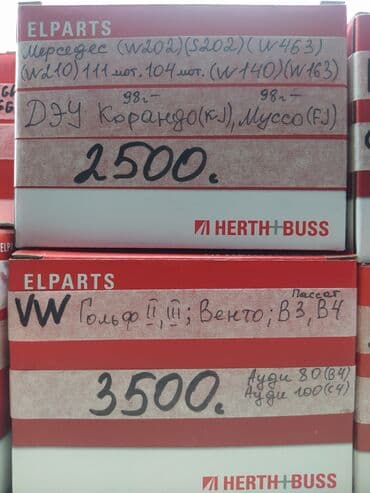 ELPARTS
Мерседес (W202)(S202)(W463)
(W210) 111 мот. 104 мот. (W140)(W163)
98г- 98г-
ДЭУ Корандо(KJ), Муссо(FJ)
2500.
HERTH+BUSS
ELPARTS
Пассат
VW Гольф II, III; Венто; B3, B4
Ауди 80(B4)
3500. Ауди 100(C4)
HERTH+BUSS